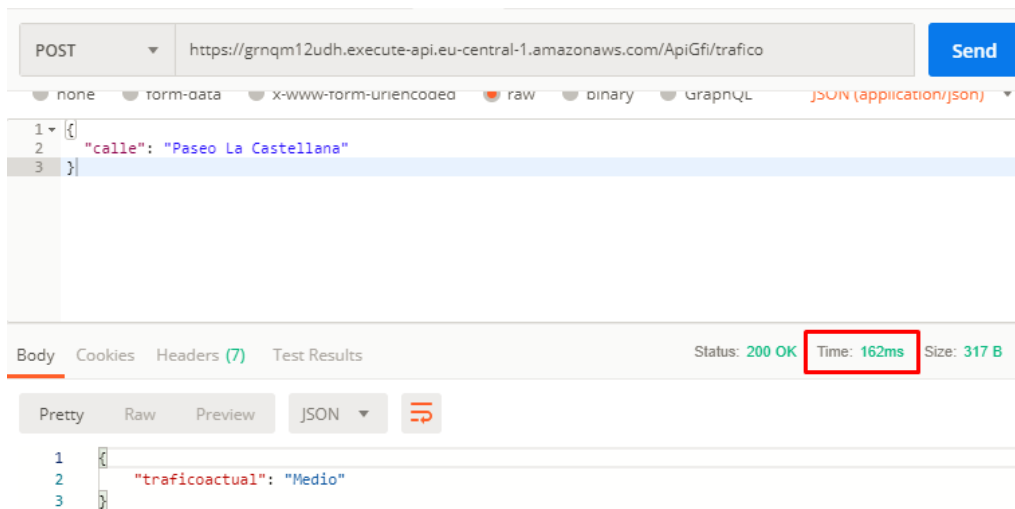 POST https://grnqm12udh.execute-api.eu-central-1.amazonaws.com/ApiGfi/trafico Send
none form-data x-www-form-urlencoded raw binary GraphQL JSON (application/json)
1 {
2 "calle": "Paseo La Castellana"
3 }
Body Cookies Headers (7) Test Results Status: 200 OK Time: 162ms Size: 317 B
Pretty Raw Preview JSON
1 {
2 "traficoactual": "Medio"
3 }